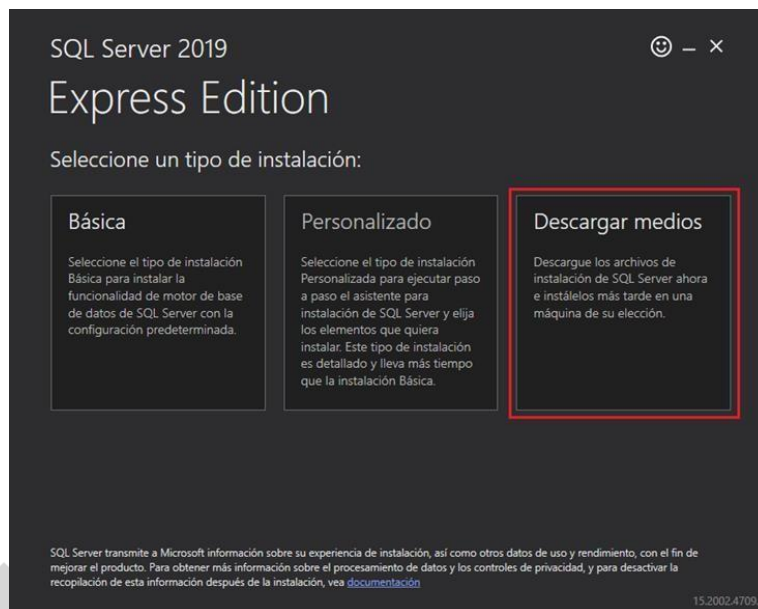 SQL Server 2019
Express Edition
Seleccione un tipo de instalación:
Básica
Seleccione el tipo de instalación
Básica para instalar la
funcionalidad de motor de base
de datos de SQL Server con la
configuración predeterminada.
Personalizado
Seleccione el tipo de instalación
Personalizada para ejecutar paso
a paso el asistente para
instalación de SQL Server y elija
los elementos que quiera
instalar. Este tipo de instalación
es detallado y lleva más tiempo
que la instalación Básica.
Descargar medios
Descargue los archivos de
instalación de SQL Server ahora
e instálelos más tarde en una
máquina de su elección.
SQL Server transmite a Microsoft información sobre su experiencia de instalación, así como otros datos de uso y rendimiento, con el fin de
mejorar el producto. Para obtener más información sobre el procesamiento de datos y los controles de privacidad, y para desactivar la
recopilación de esta información después de la instalación, vea documentación
15.2002.4709